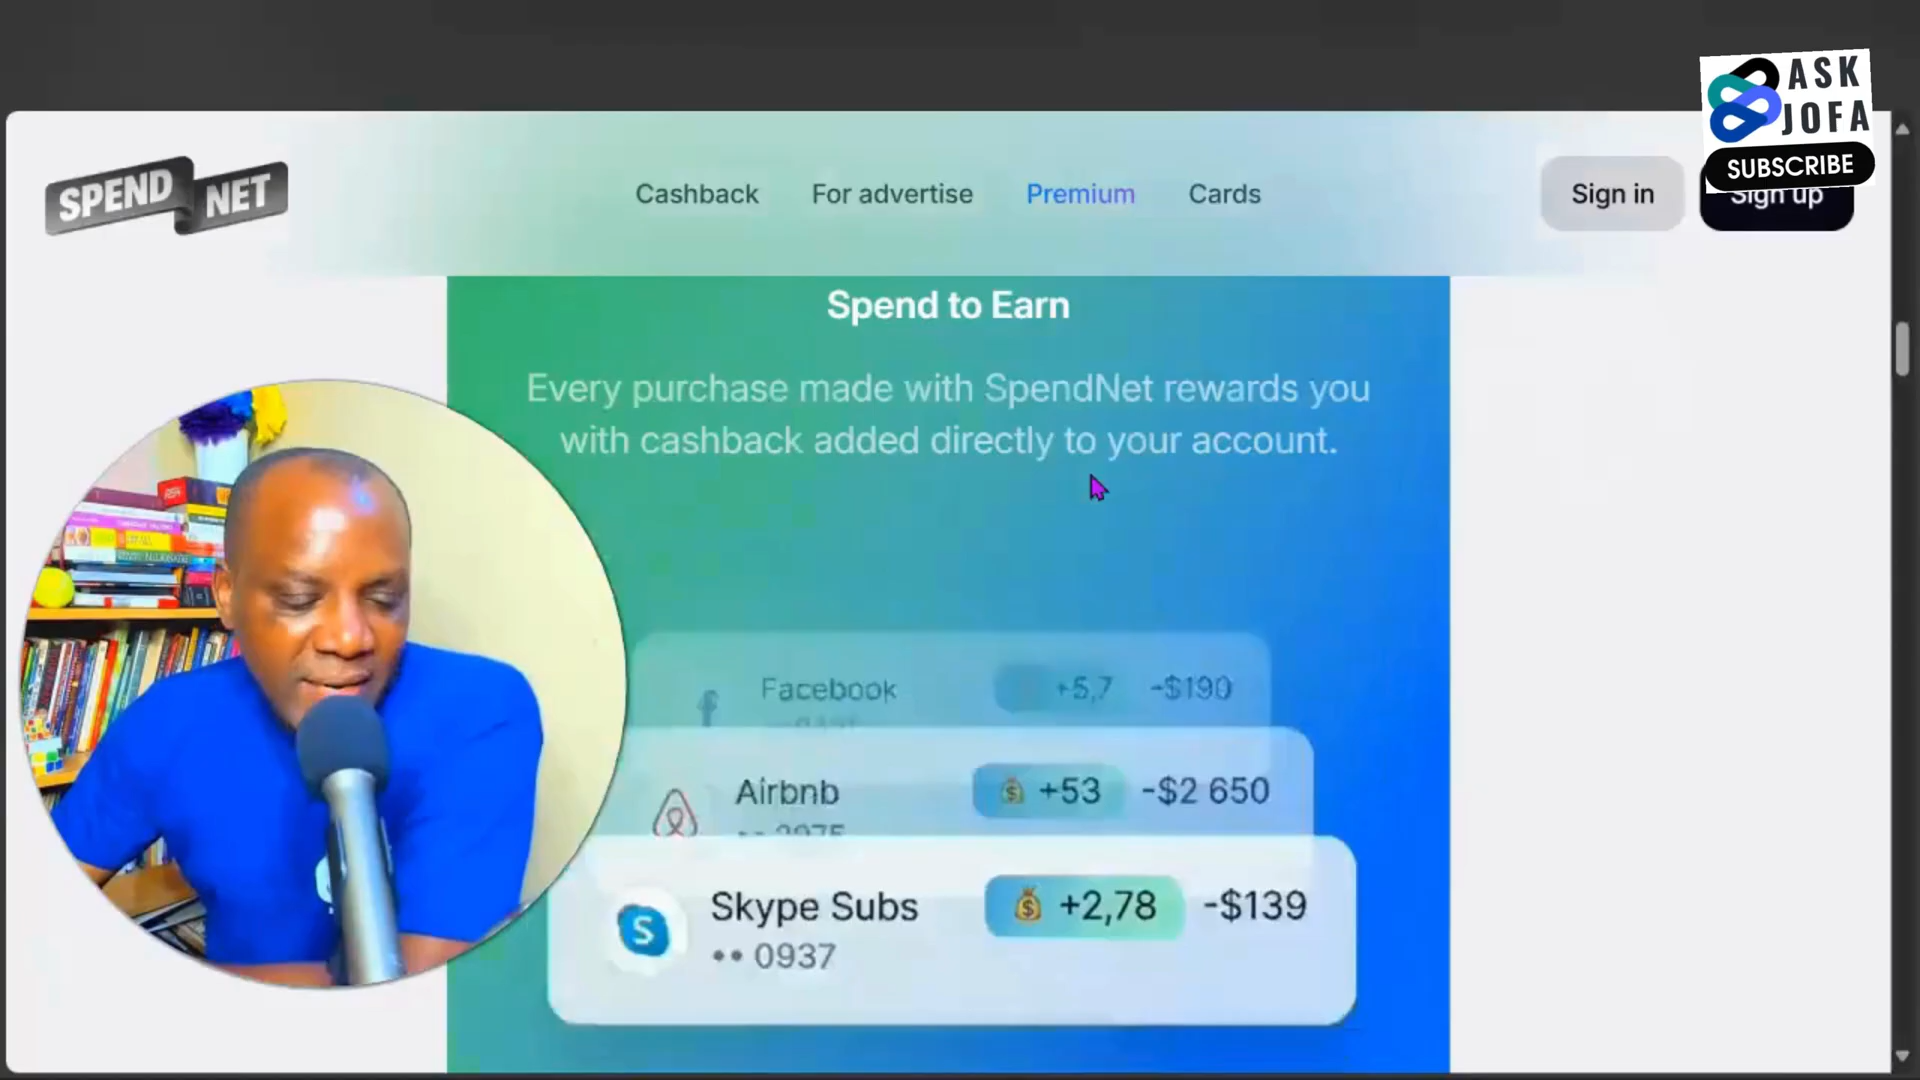 ASK
JOFA
SUBSCRIBE
SPEND NET
Cashback
For advertise
Premium
Cards
Sign in
Sign up
Spend to Earn
Every purchase made with SpendNet rewards you
with cashback added directly to your account.
Facebook +5,7 -$190
Airbnb +53 -$2 650
•• 2975
Skype Subs +2,78 -$139
•• 0937